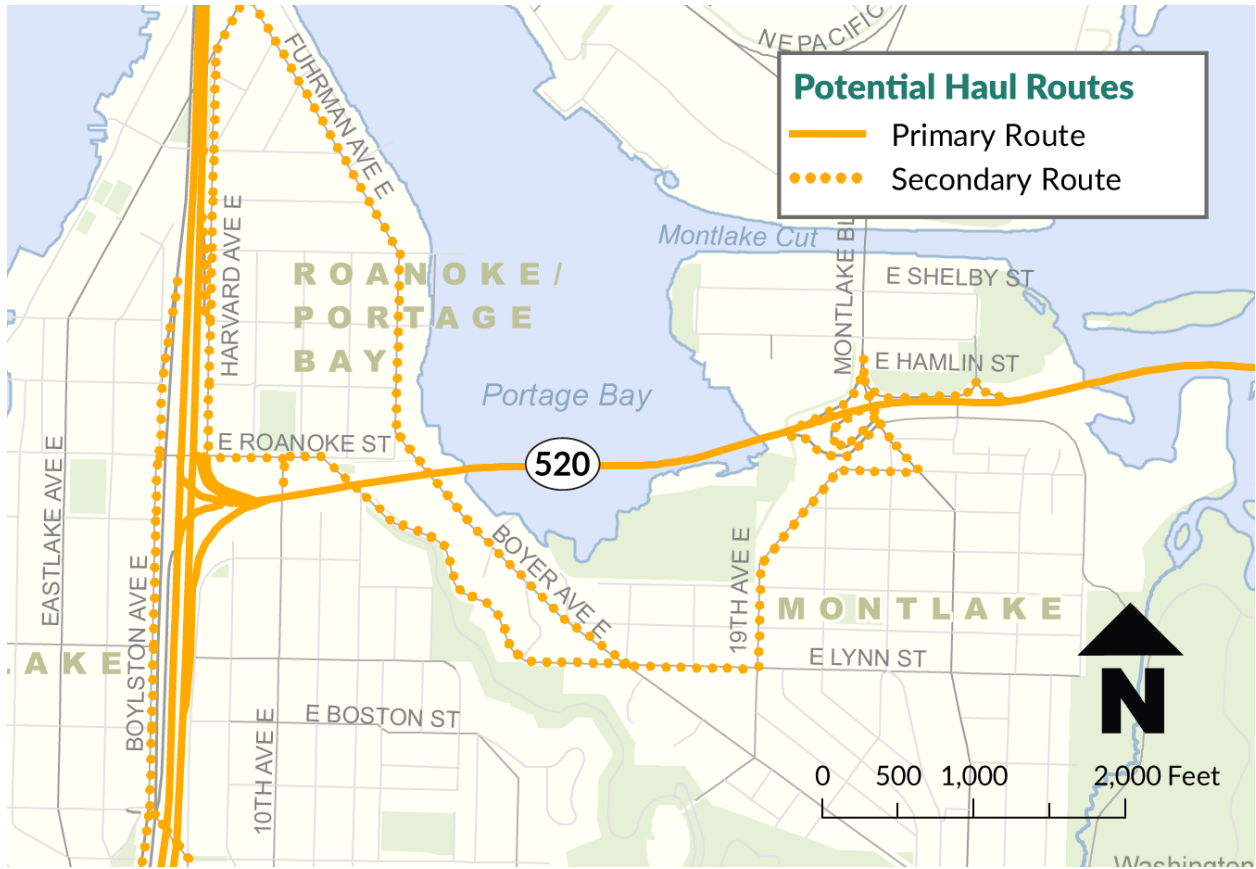 NE PACIFIC
Potential Haul Routes
Primary Route
Secondary Route
FUHRMAN AVE E
HARVARD AVE E
Montlake Cut
MONTLAKE BL
E SHELBY ST
ROANOKE/
PORTAGE
BAY
E HAMLIN ST
Portage Bay
E ROANOKE ST
520
EASTLAKE AVE E
BOYLSTON AVE E
BOYER AVE E
19TH AVE E
MONTLAKE
LAKE
E LYNN ST
N
10TH AVE E
E BOSTON ST
0 500 1,000 2,000 Feet
Washington